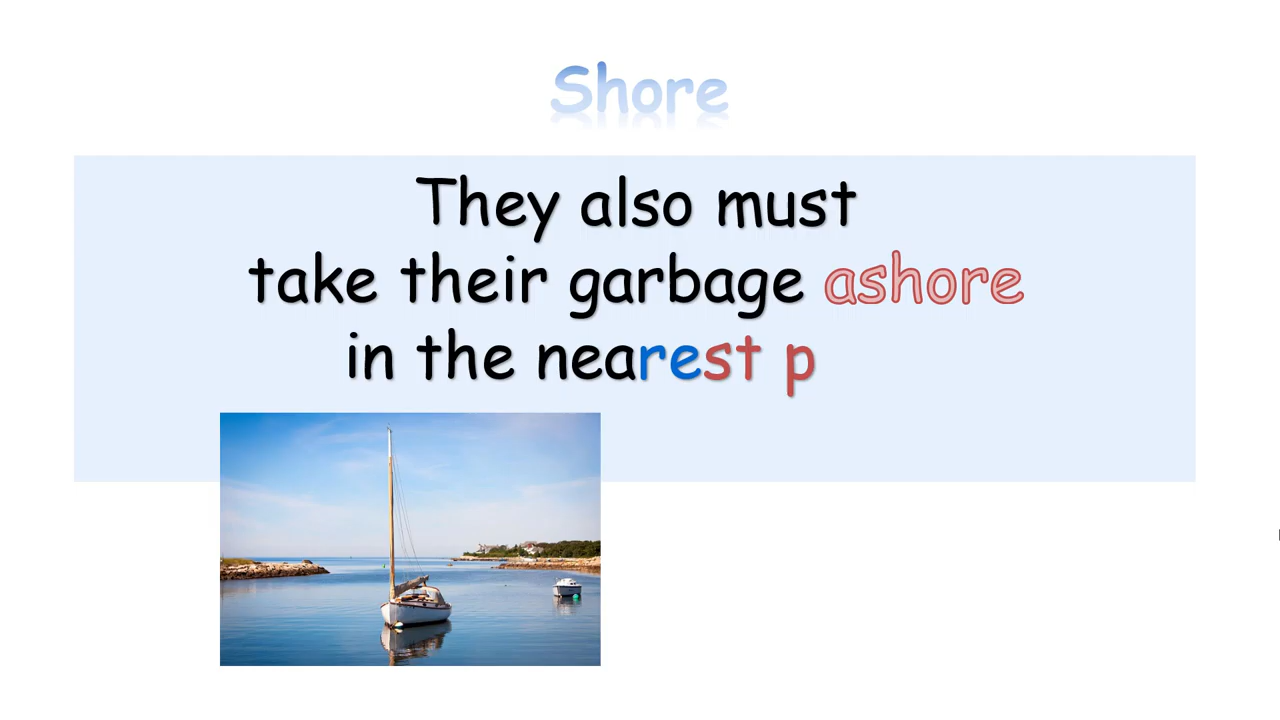 Shore
They also must
take their garbage ashore
in the nearest p